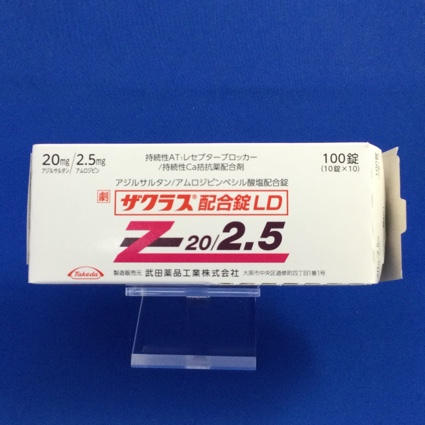 20mg/2.5mg
アジルサルタン/アムロジピン
持続性AT₁レセプターブロッカー
/持続性Ca拮抗薬配合剤
100錠
(10錠×10)
アジルサルタン/アムロジピンベシル酸塩配合錠
劇 ザクラス®配合錠LD
Z 20/2.5
Takeda
製造販売元 武田薬品工業株式会社 大阪市中央区道修町四丁目1番1号